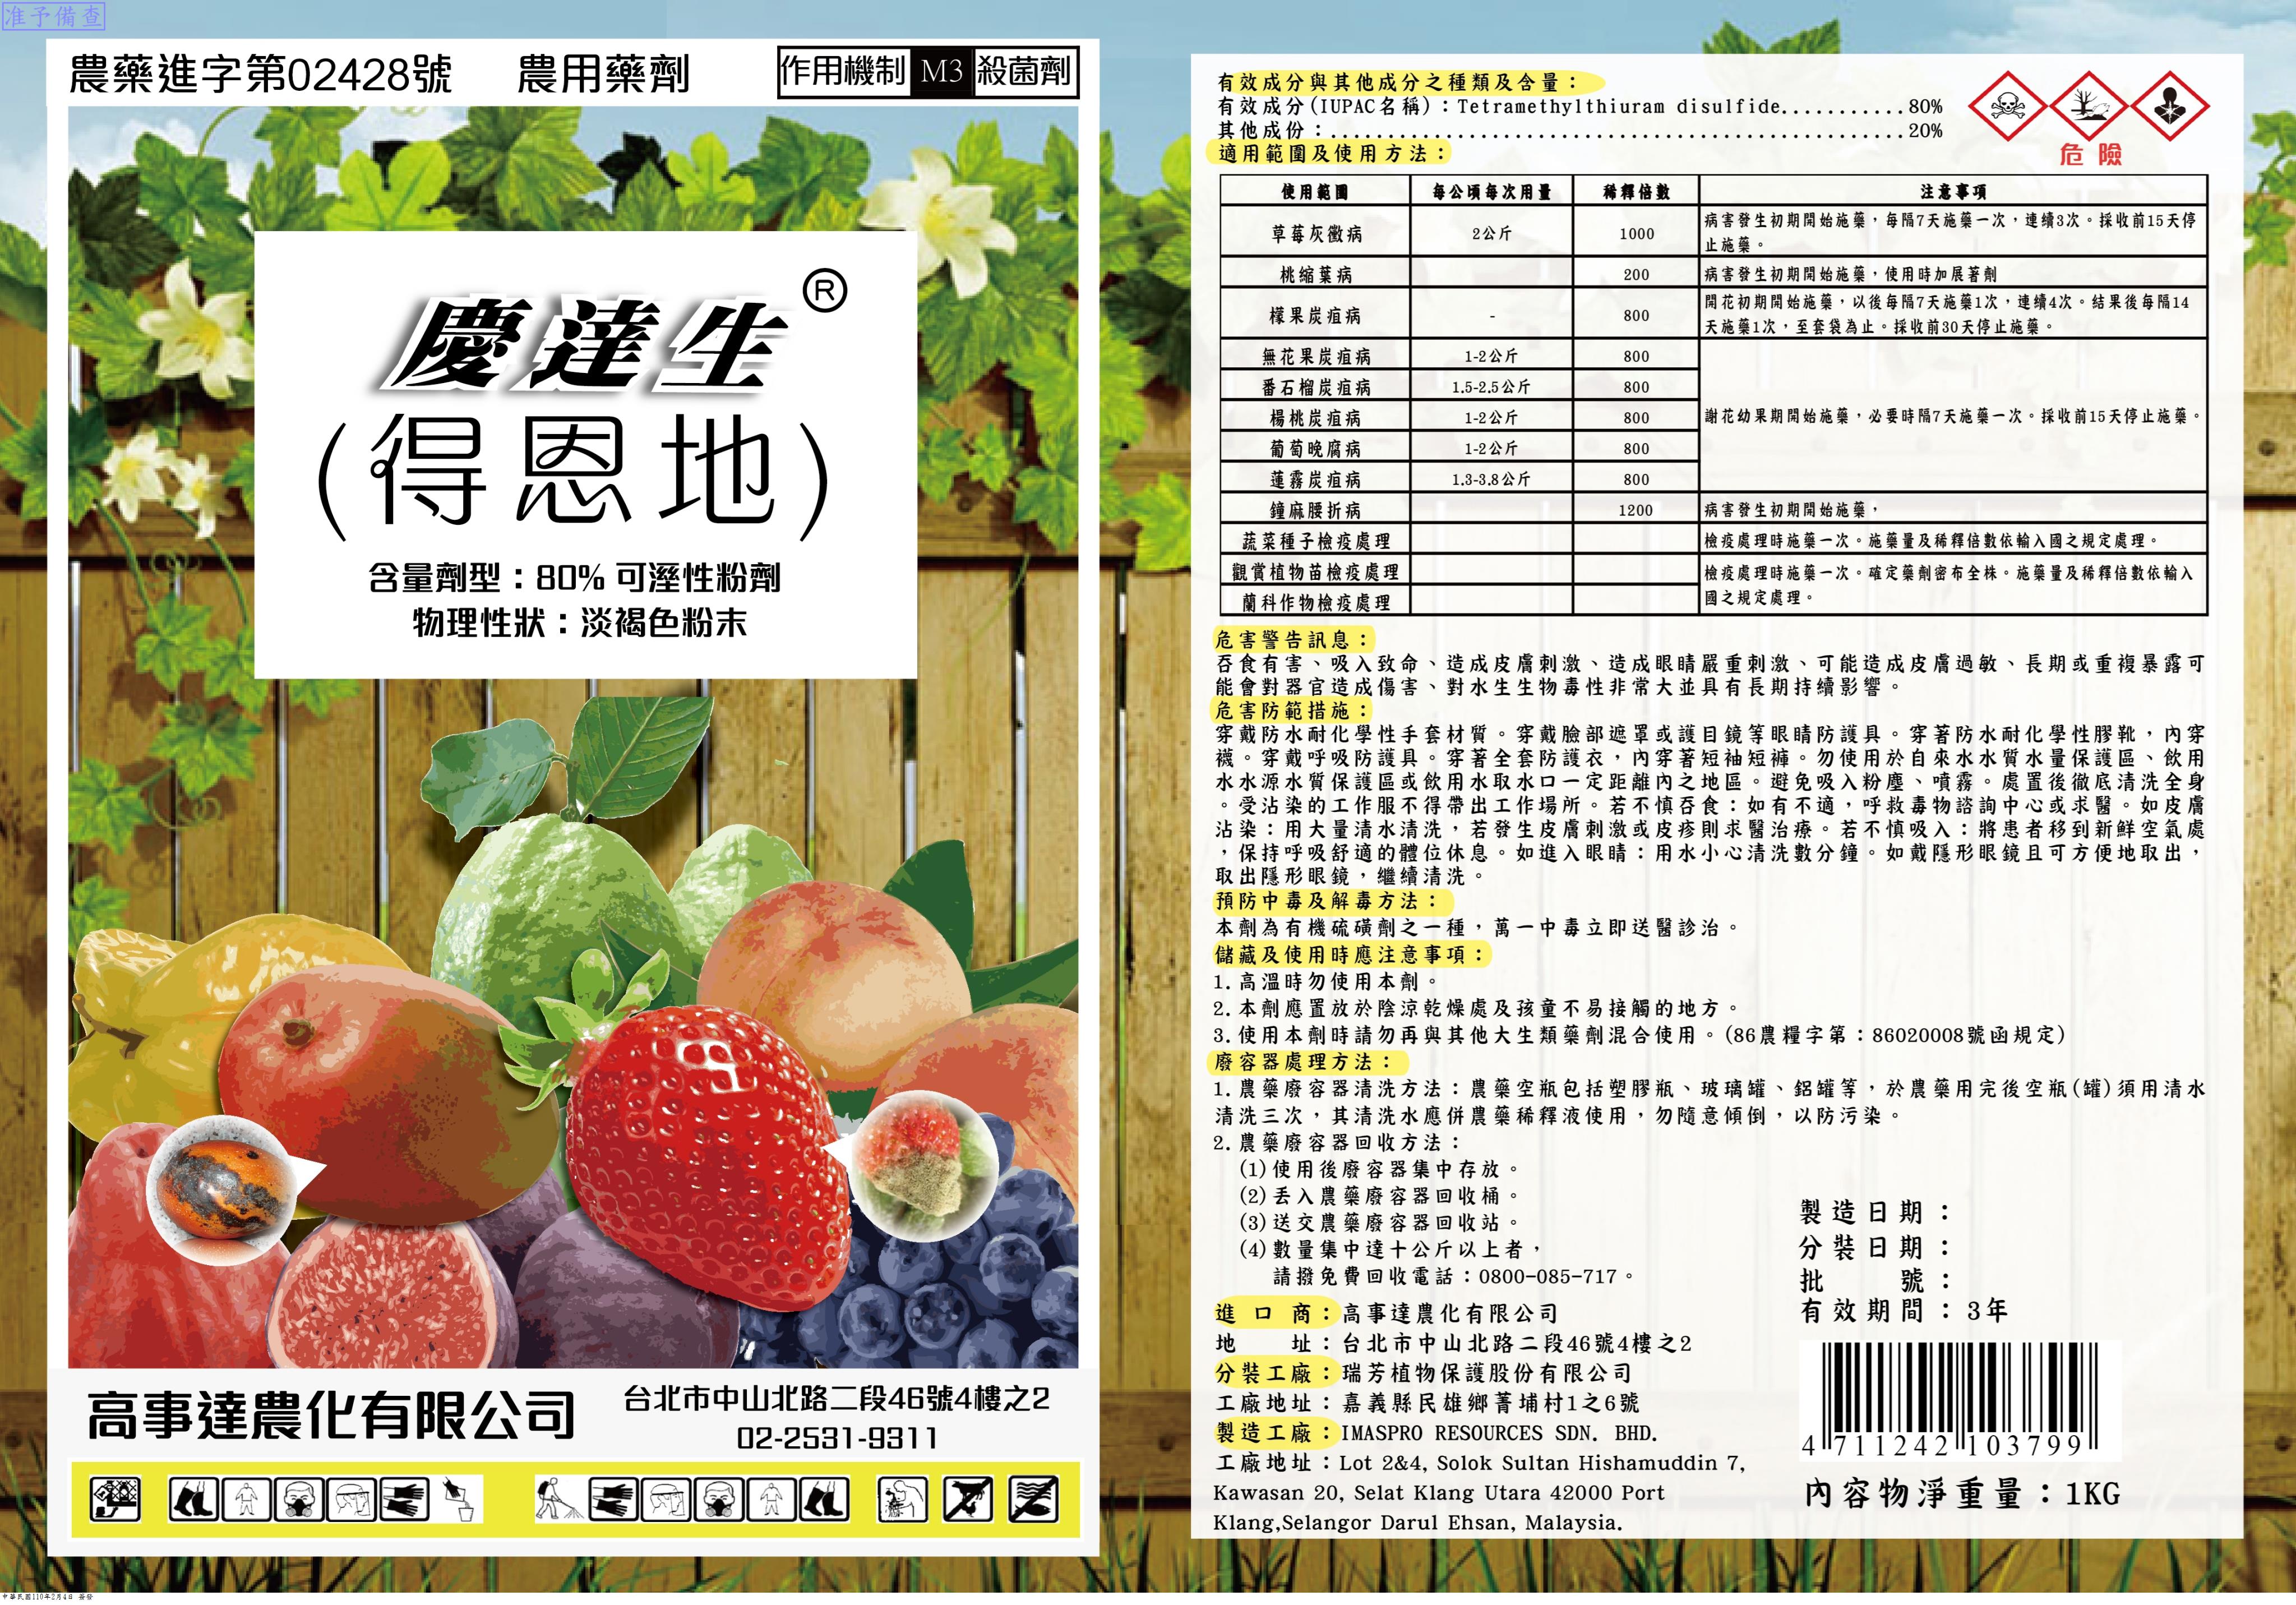 准予備查
農藥進字第02428號 農用藥劑 作用機制 M3 殺菌劑
慶達生®
(得恩地)
含量劑型：80% 可溼性粉劑
物理性狀：淡褐色粉末
高事達農化有限公司
台北市中山北路二段46號4樓之2
02-2531-9311
有效成分與其他成分之種類及含量：
有效成分(IUPAC名稱)：Tetramethylthiuram disulfide...........80%
其他成份：..................................................20%
危險
適用範圍及使用方法：
使用範圍 每公頃每次用量 稀釋倍數 注意事項
草莓灰黴病 2公斤 1000 病害發生初期開始施藥，每隔7天施藥一次，連續3次。採收前15天停
止施藥。
桃縮葉病 200 病害發生初期開始施藥，使用時加展著劑
檬果炭疽病 - 800 開花初期開始施藥，以後每隔7天施藥1次，連續4次。結果後每隔14
天施藥1次，至套袋為止。採收前30天停止施藥。
無花果炭疽病 1-2公斤 800
番石榴炭疽病 1.5-2.5公斤 800
楊桃炭疽病 1-2公斤 800 謝花幼果期開始施藥，必要時隔7天施藥一次。採收前15天停止施藥。
葡萄晚腐病 1-2公斤 800
蓮霧炭疽病 1.3-3.8公斤 800
鐘麻腰折病 1200 病害發生初期開始施藥，
蔬菜種子檢疫處理 檢疫處理時施藥一次。施藥量及稀釋倍數依輸入國之規定處理。
觀賞植物苗檢疫處理 檢疫處理時施藥一次。確定藥劑密布全株。施藥量及稀釋倍數依輸入
蘭科作物檢疫處理 國之規定處理。
危害警告訊息：
吞食有害、吸入致命、造成皮膚刺激、造成眼睛嚴重刺激、可能造成皮膚過敏、長期或重複暴露可
能會對器官造成傷害、對水生生物毒性非常大並具有長期持續影響。
危害防範措施：
穿戴防水耐化學性手套材質。穿戴臉部遮罩或護目鏡等眼睛防護具。穿著防水耐化學性膠靴，內穿
襪。穿戴呼吸防護具。穿著全套防護衣，內穿著短袖短褲。勿使用於自來水水質水量保護區、飲用
水水源水質保護區或飲用水取水口一定距離內之地區。避免吸入粉塵、噴霧。處置後徹底清洗全身
。受沾染的工作服不得帶出工作場所。若不慎吞食：如有不適，呼救毒物諮詢中心或求醫。如皮膚
沾染：用大量清水清洗，若發生皮膚刺激或皮疹則求醫治療。若不慎吸入：將患者移到新鮮空氣處
，保持呼吸舒適的體位休息。如進入眼睛：用水小心清洗數分鐘。如戴隱形眼鏡且可方便地取出，
取出隱形眼鏡，繼續清洗。
預防中毒及解毒方法：
本劑為有機硫磺劑之一種，萬一中毒立即送醫診治。
儲藏及使用時應注意事項：
1.高溫時勿使用本劑。
2.本劑應置放於陰涼乾燥處及孩童不易接觸的地方。
3.使用本劑時請勿再與其他大生類藥劑混合使用。(86農糧字第：86020008號函規定)
廢容器處理方法：
1.農藥廢容器清洗方法：農藥空瓶包括塑膠瓶、玻璃罐、鋁罐等，於農藥用完後空瓶(罐)須用清水
清洗三次，其清洗水應併農藥稀釋液使用，勿隨意傾倒，以防污染。
2.農藥廢容器回收方法：
(1)使用後廢容器集中存放。
(2)丟入農藥廢容器回收桶。
(3)送交農藥廢容器回收站。
(4)數量集中達十公斤以上者，
請撥免費回收電話：0800-085-717。
進口商：高事達農化有限公司
地址：台北市中山北路二段46號4樓之2
分裝工廠：瑞芳植物保護股份有限公司
工廠地址：嘉義縣民雄鄉菁埔村1之6號
製造工廠：IMASPRO RESOURCES SDN. BHD.
工廠地址：Lot 2&4, Solok Sultan Hishamuddin 7,
Kawasan 20, Selat Klang Utara 42000 Port
Klang,Selangor Darul Ehsan, Malaysia.
製造日期：
分裝日期：
批號：
有效期間：3年
4 711242 103799
內容物淨重量：1KG
中華民國110年2月4日 簽發